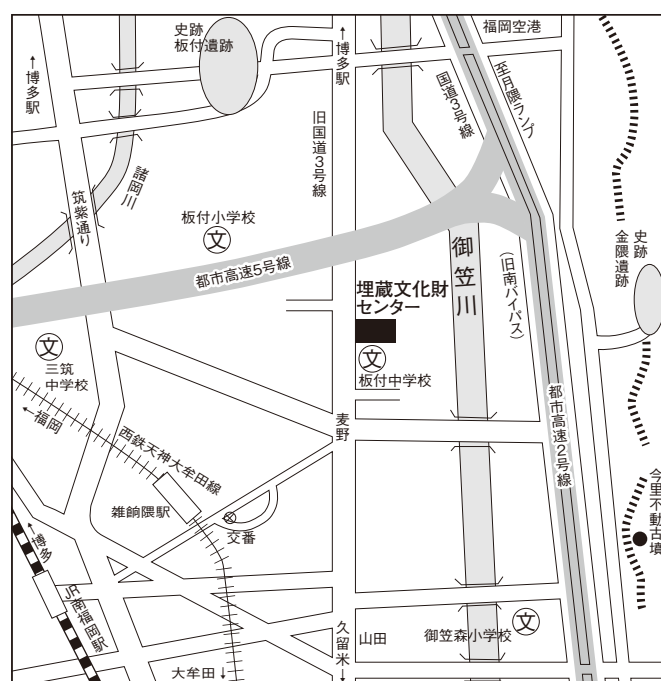 史跡
板付遺跡
←博多駅
←博多駅
福岡空港
国道3号線
至月隈ランプ
旧国道3号線
諸岡川
筑紫通り
板付小学校
文
都市高速5号線
御笠川
(旧南バイパス)
史跡
金隈遺跡
埋蔵文化財
センター
文
板付中学校
文
三筑
中学校
←福岡
西鉄天神大牟田線
麦野
都市高速2号線
雑餉隈駅
交番
今里不動古墳
←博多
JR南福岡駅
久留米→
山田
御笠森小学校
文
大牟田↓